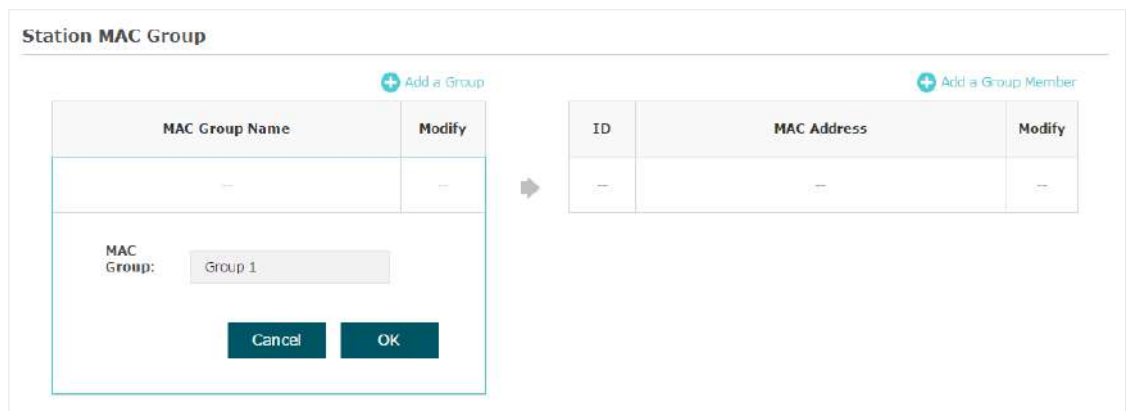 Station MAC Group
Add a Group
Add a Group Member
MAC Group Name Modify
ID MAC Address Modify
-- --
-- -- --
MAC
Group:
Group 1
Cancel OK